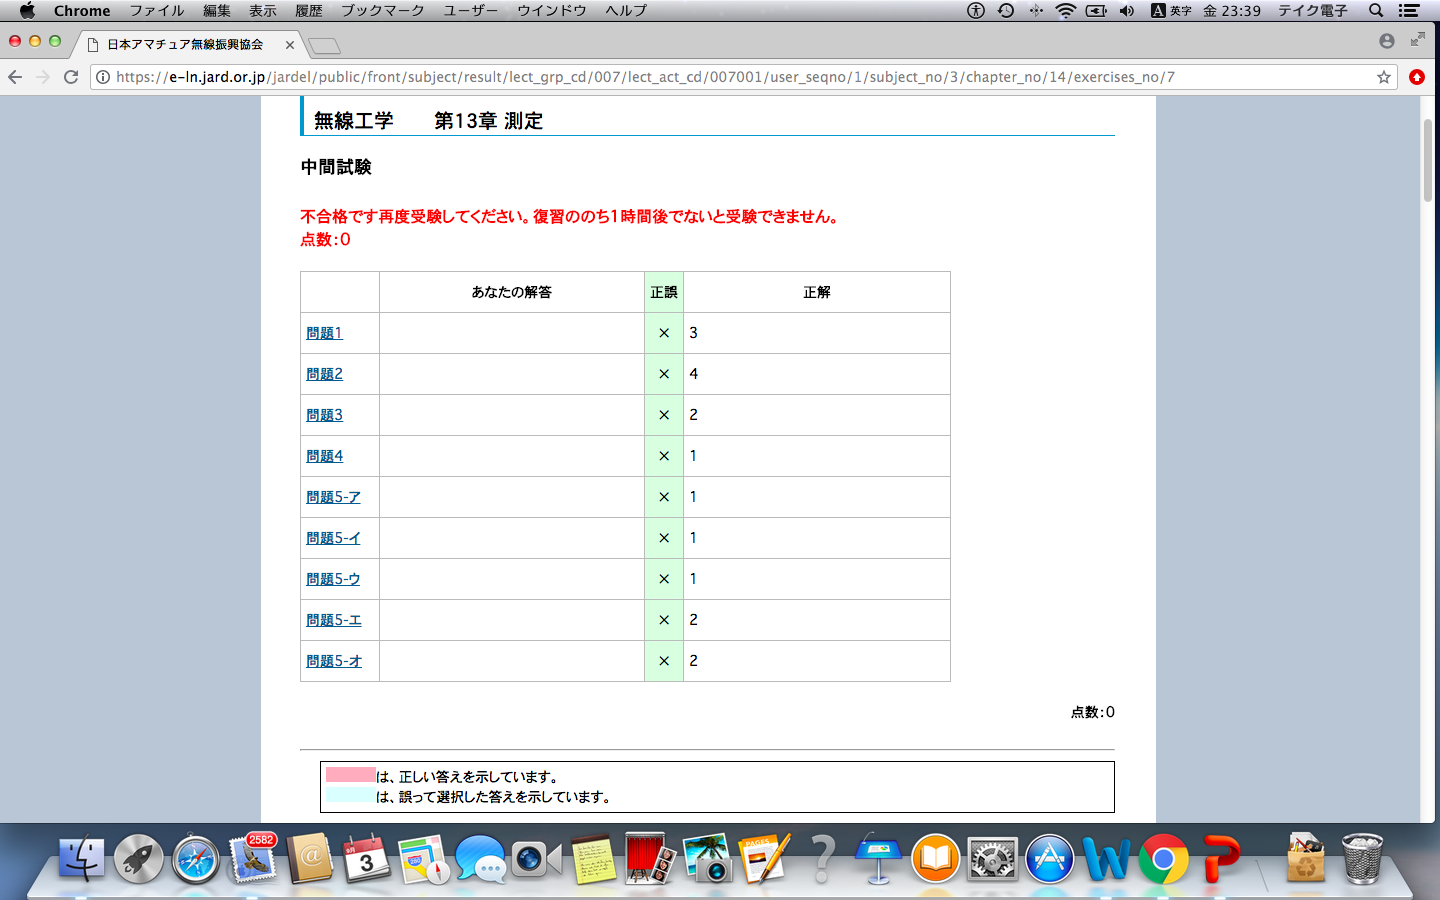 Chrome ファイル 編集 表示 履歴 ブックマーク ユーザー ウインドウ ヘルプ A 英字 金 23:39 テイク電子
日本アマチュア無線振興協会
https://e-ln.jard.or.jp/jardel/public/front/subject/result/lect_grp_cd/007/lect_act_cd/007001/user_seqno/1/subject_no/3/chapter_no/14/exercises_no/7
無線工学 第13章 測定
中間試験
不合格です再度受験してください。復習ののち1時間後でないと受験できません。
点数:0
あなたの解答 正誤 正解
問題1 × 3
問題2 × 4
問題3 × 2
問題4 × 1
問題5-ア × 1
問題5-イ × 1
問題5-ウ × 1
問題5-エ × 2
問題5-オ × 2
点数:0
は、正しい答えを示しています。
は、誤って選択した答えを示しています。
2582
3
280
PAGES